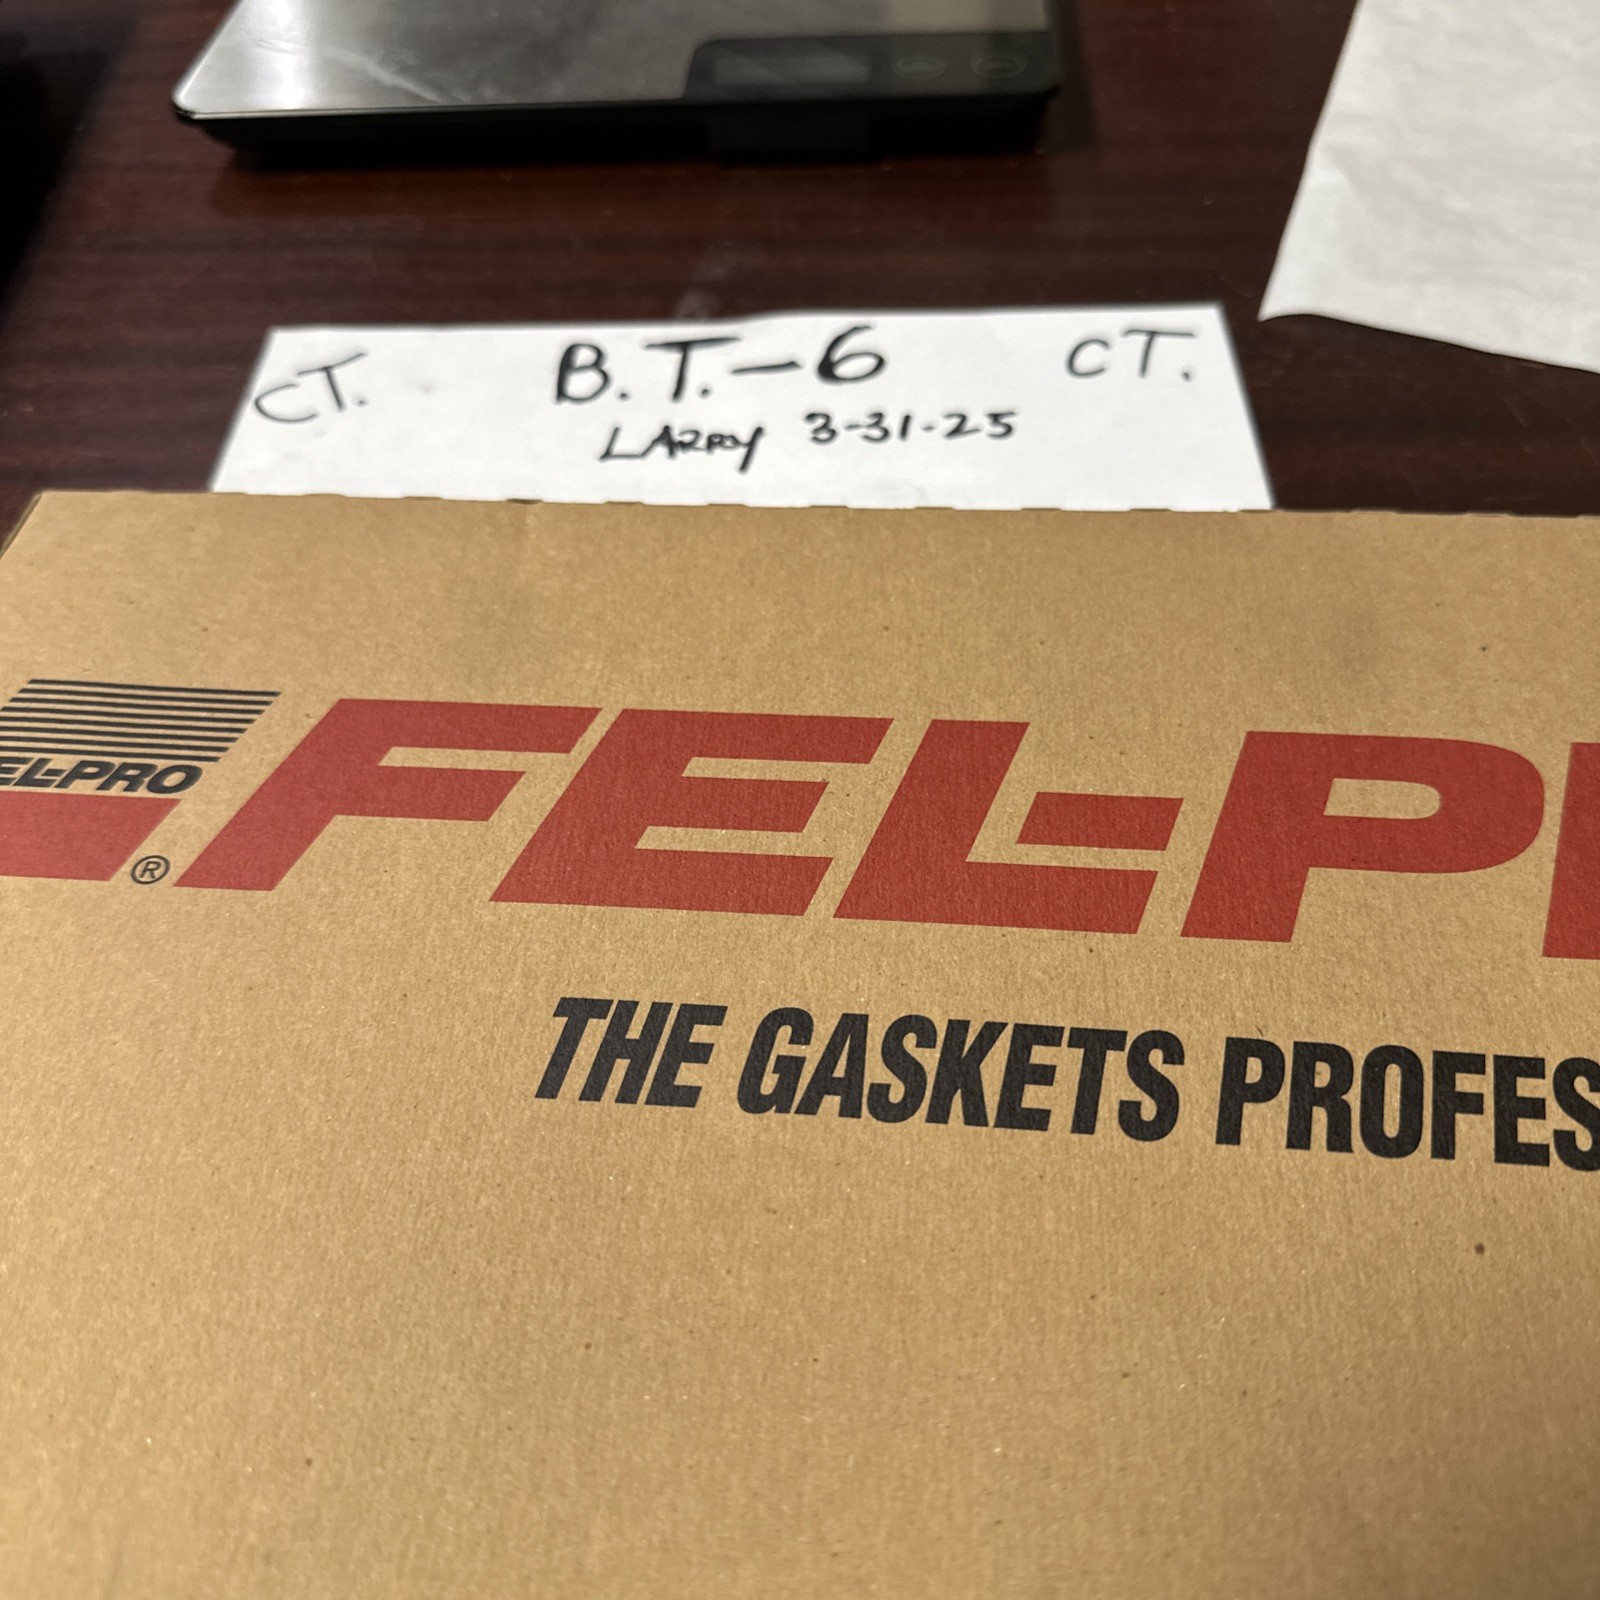 CT. B.T.-6 CT.
LARRY 3-31-25
EL-PRO
®
FEL-P
THE GASKETS PROFES